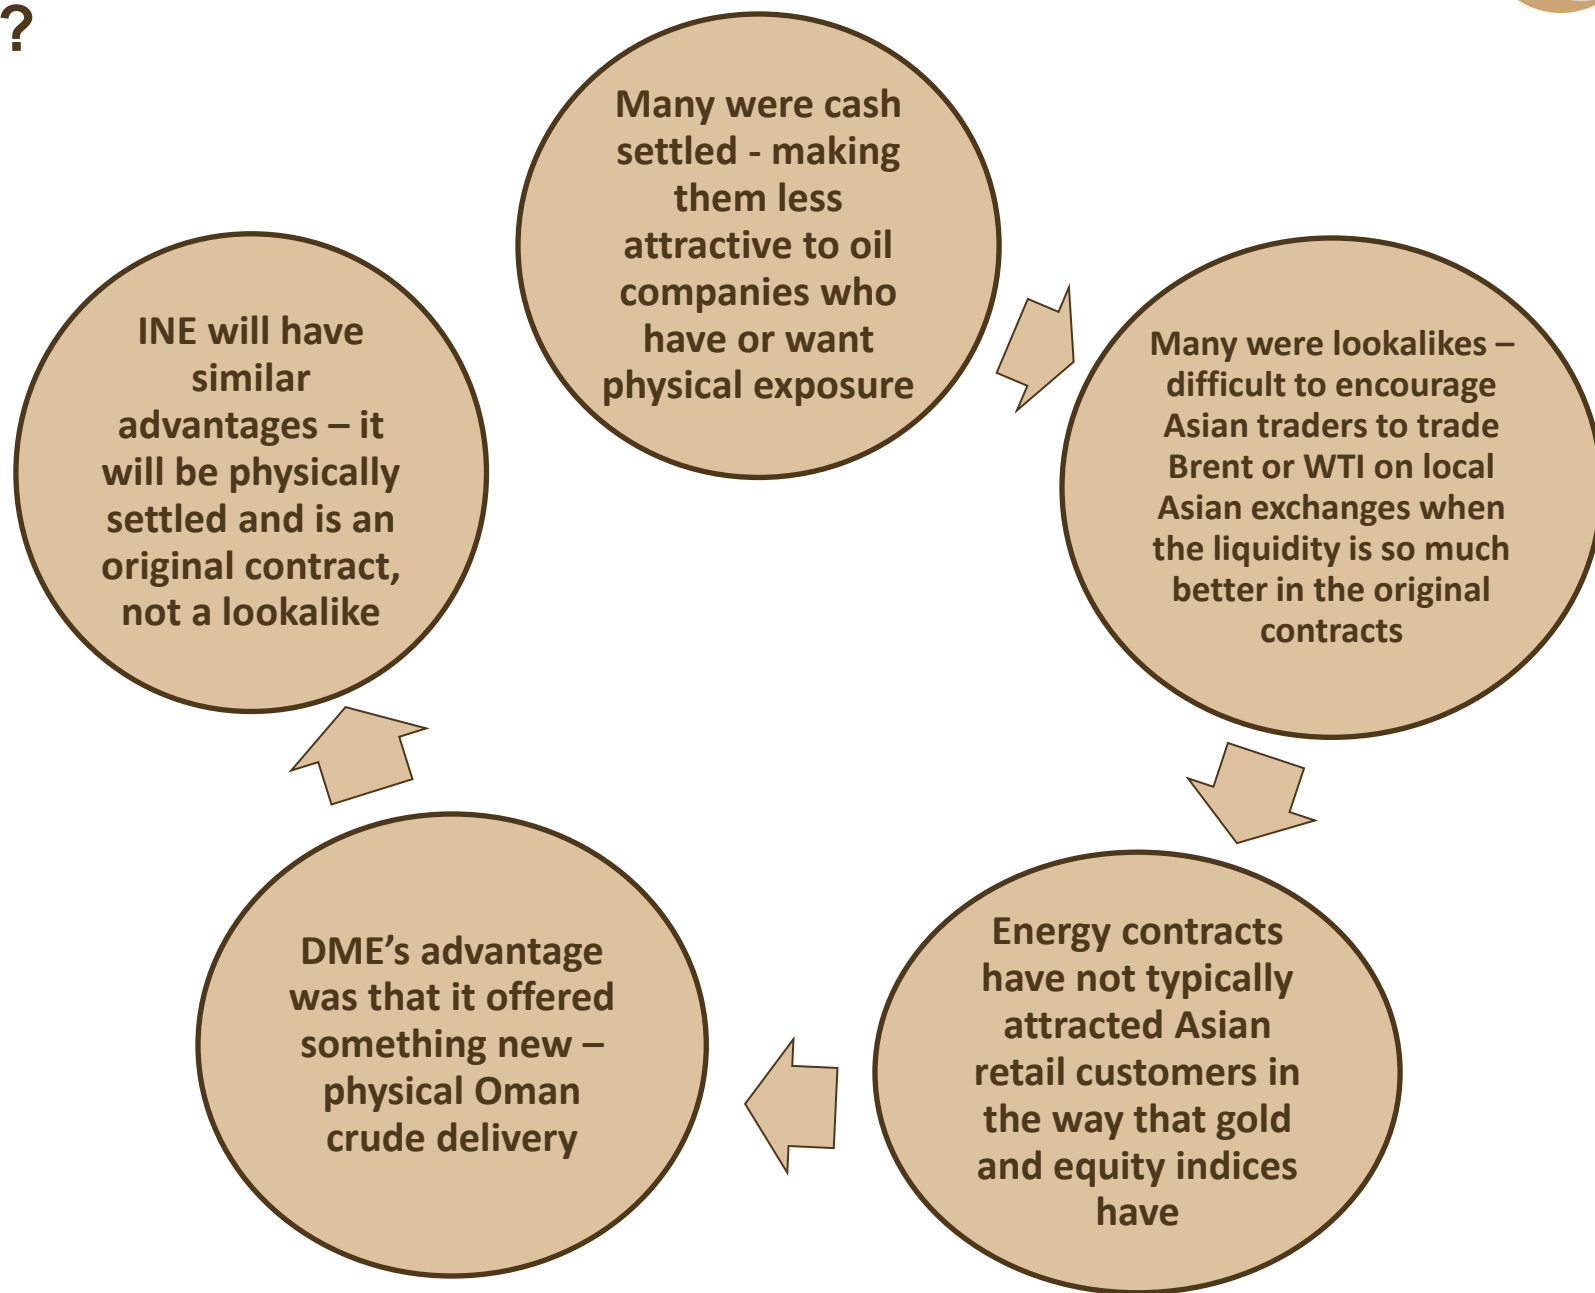 ?
Many were cash
settled - making
them less
attractive to oil
companies who
have or want
physical exposure
Many were lookalikes –
difficult to encourage
Asian traders to trade
Brent or WTI on local
Asian exchanges when
the liquidity is so much
better in the original
contracts
Energy contracts
have not typically
attracted Asian
retail customers in
the way that gold
and equity indices
have
DME’s advantage
was that it offered
something new –
physical Oman
crude delivery
INE will have
similar
advantages – it
will be physically
settled and is an
original contract,
not a lookalike